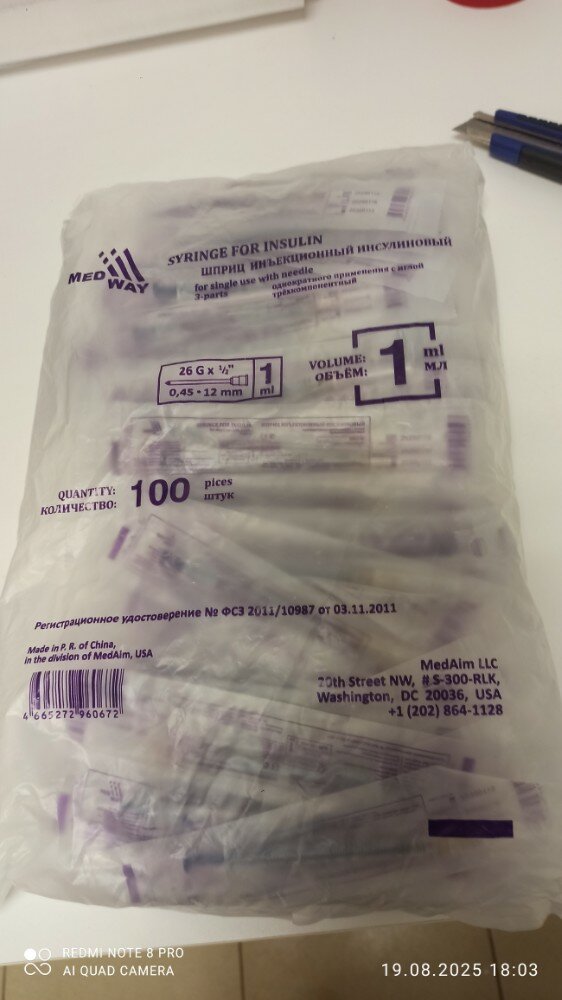 MEDWAY
SYRINGE FOR INSULIN
ШПРИЦ ИНЪЕКЦИОННЫЙ ИНСУЛИНОВЫЙ
for single use with needle
3-parts
однократного применения с иглой
трёхкомпонентный
26 G x ½"
0,45 • 12 mm
1
ml
VOLUME:
ОБЪЁМ:
1
ml
МЛ
QUANTITY:
КОЛИЧЕСТВО:
100
pices
штук
Регистрационное удостоверение № ФСЗ 2011/10987 от 03.11.2011
Made in P. R. of China,
in the division of MedAim, USA
4 665272 960672
MedAim LLC
Street NW, # S-300-RLK,
Washington, DC 20036, USA
+1 (202) 864-1128
REDMI NOTE 8 PRO
AI QUAD CAMERA
19.08.2025 18:03